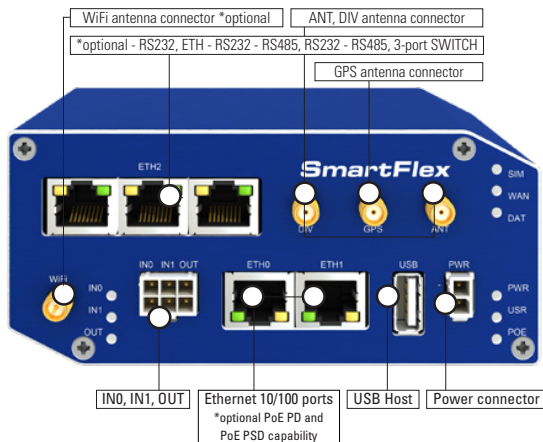 WiFi antenna connector *optional
ANT, DIV antenna connector
*optional - RS232, ETH - RS232 - RS485, RS232 - RS485, 3-port SWITCH
GPS antenna connector
ETH2
SmartFlex
SIM
WAN
DAT
DIV
GPS
ANT
WiFi
IN0
IN1
OUT
IN0 IN1 OUT
ETH0
ETH1
USB
PWR
PWR
USR
POE
IN0, IN1, OUT
Ethernet 10/100 ports
*optional PoE PD and
PoE PSD capability
USB Host
Power connector